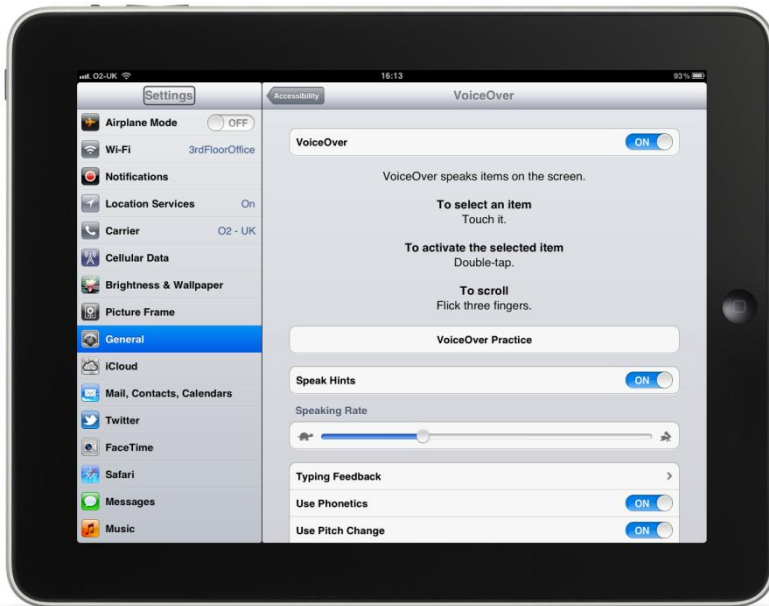 O2-UK 16:13 93%
Settings
Accessibility
VoiceOver
Airplane Mode OFF
Wi-Fi 3rdFloorOffice
Notifications
Location Services On
Carrier O2 - UK
Cellular Data
Brightness & Wallpaper
Picture Frame
General
iCloud
Mail, Contacts, Calendars
Twitter
FaceTime
Safari
Messages
Music
VoiceOver ON
VoiceOver speaks items on the screen.
To select an item
Touch it.
To activate the selected item
Double-tap.
To scroll
Flick three fingers.
VoiceOver Practice
Speak Hints ON
Speaking Rate
Typing Feedback
Use Phonetics ON
Use Pitch Change ON